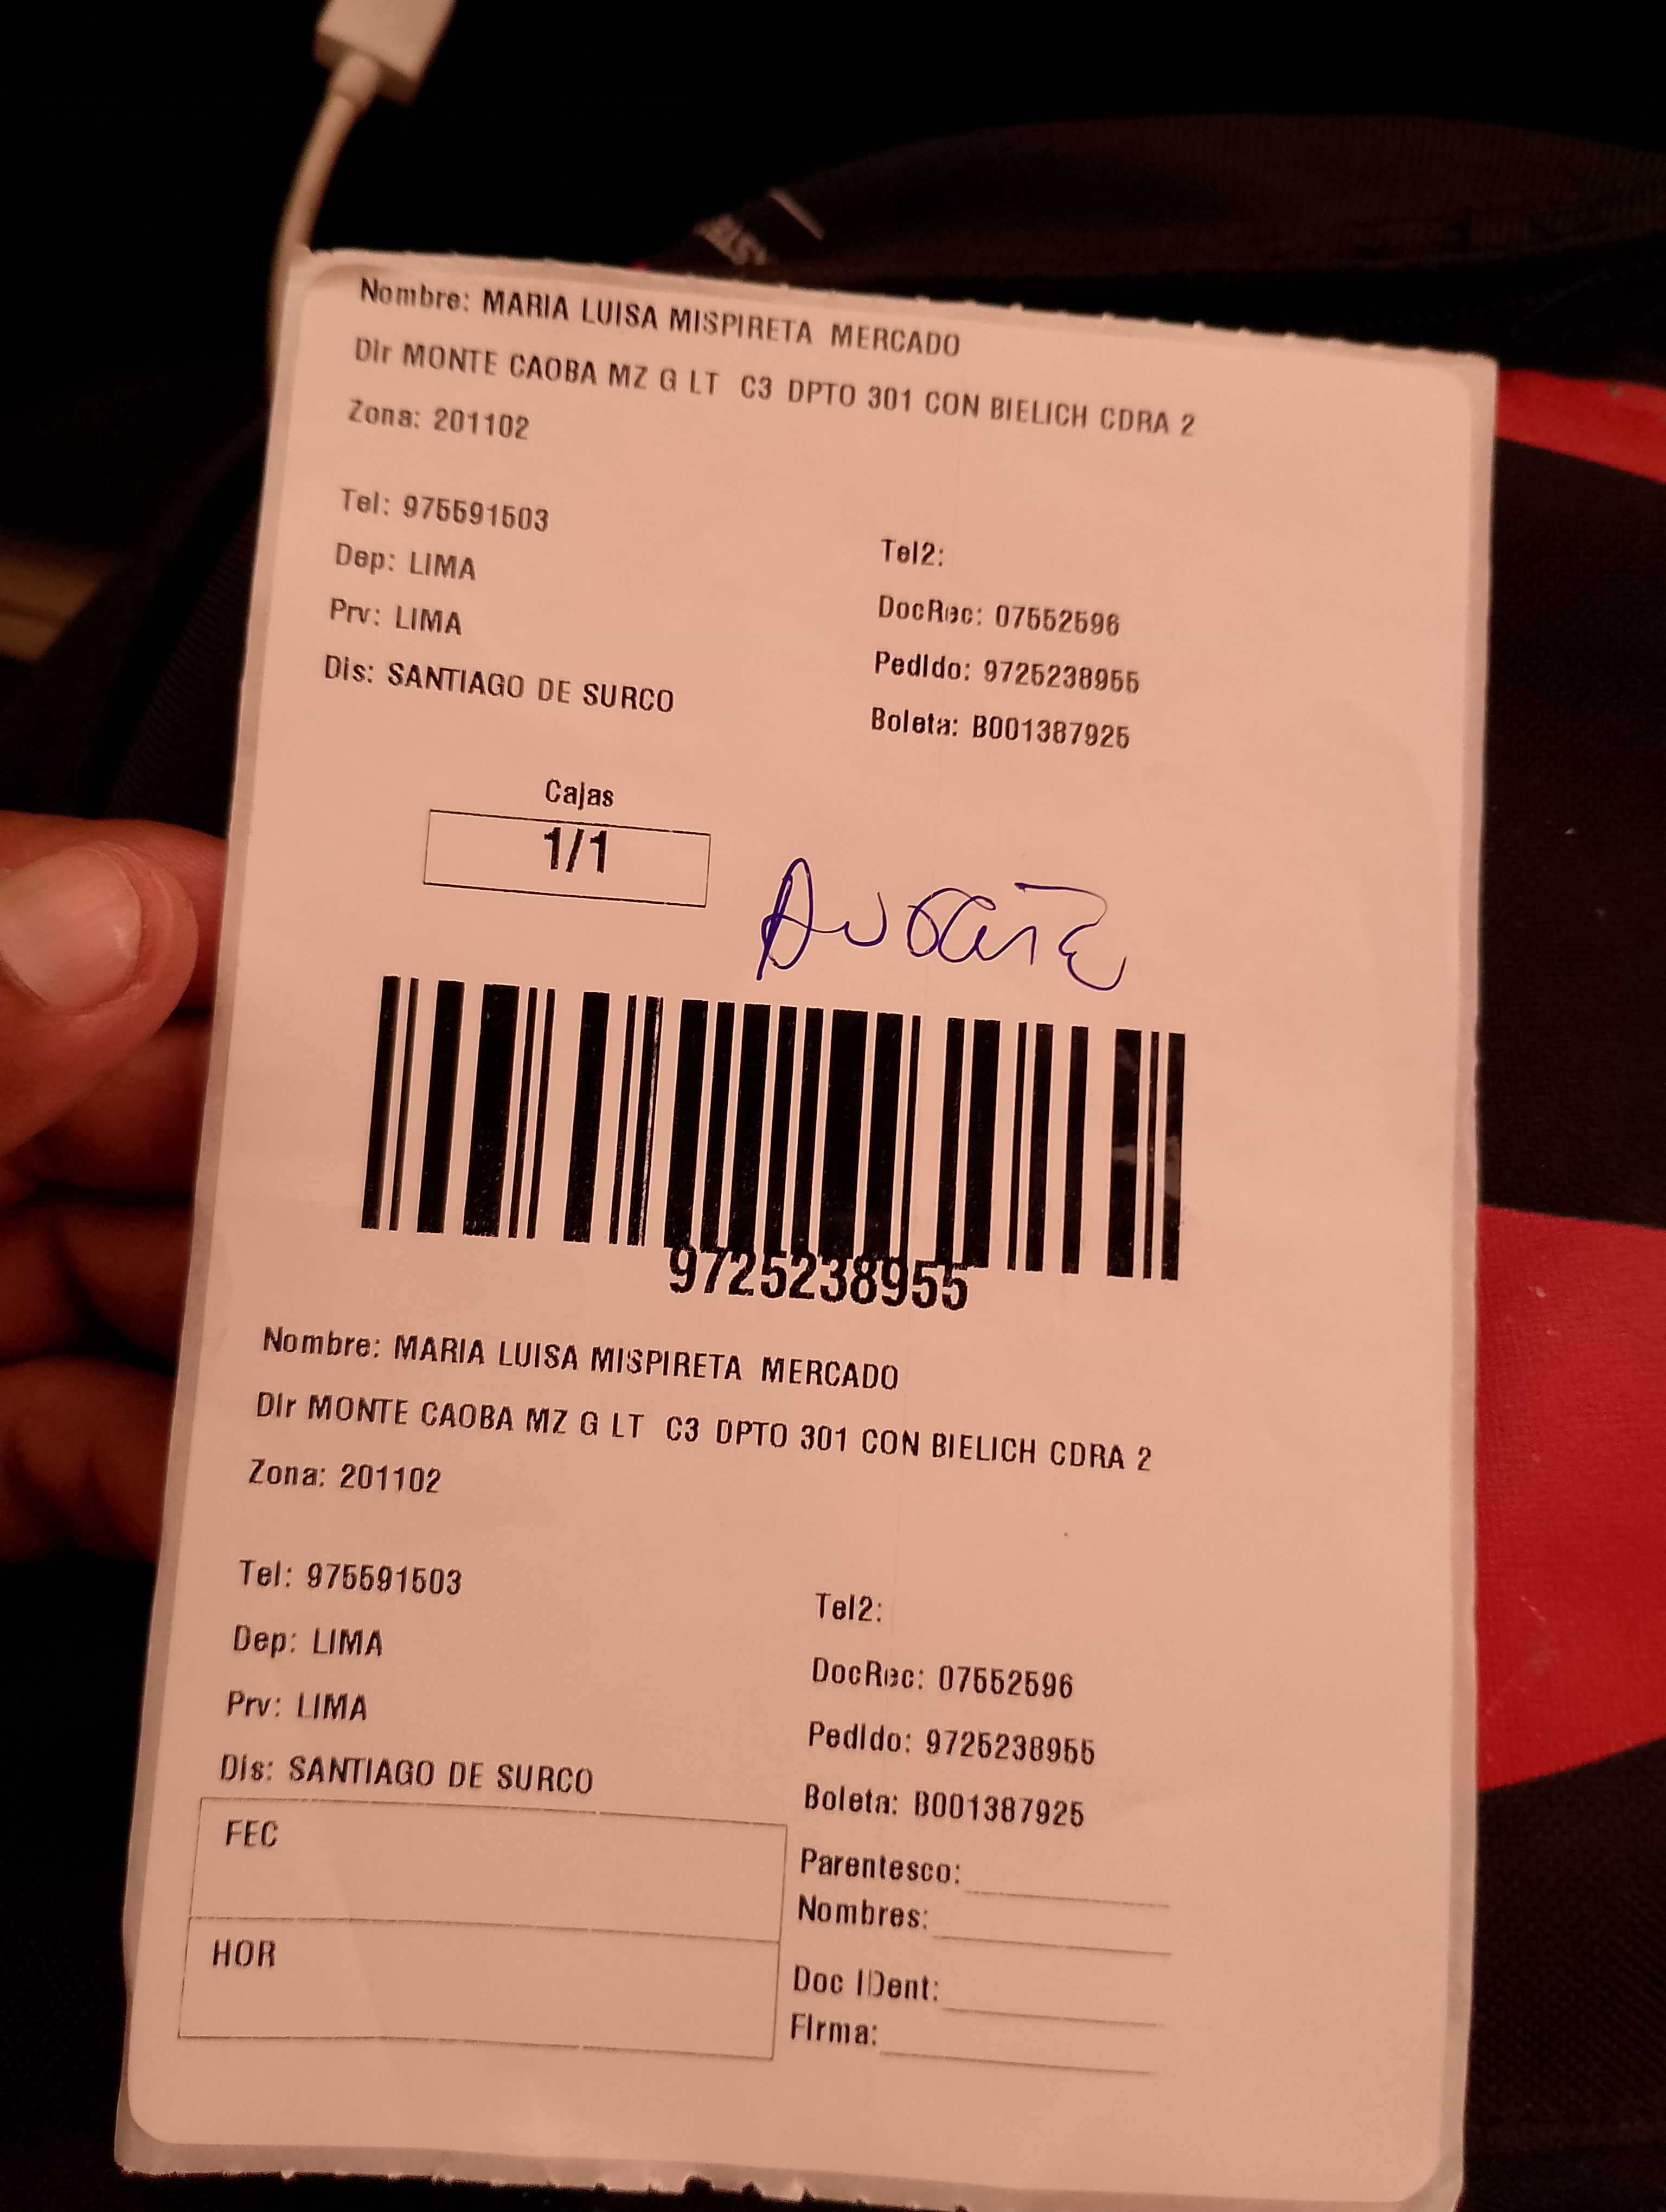 Nombre: MARIA LUISA MISPIRETA MERCADO
Dir MONTE CAOBA MZ G LT C3 DPTO 301 CON BIELICH CDRA 2
Zona: 201102
Tel: 975591503
Tel2:
Dep: LIMA
DocRec: 07552596
Prv: LIMA
Pedido: 9725238955
Dis: SANTIAGO DE SURCO
Boleta: B001387925
Cajas
1/1
9725238955
Nombre: MARIA LUISA MISPIRETA MERCADO
Dir MONTE CAOBA MZ G LT C3 DPTO 301 CON BIELICH CDRA 2
Zona: 201102
Tel: 975591503
Tel2:
Dep: LIMA
DocRec: 07552596
Prv: LIMA
Pedido: 9725238955
Dis: SANTIAGO DE SURCO
Boleta: B001387925
FEC
Parentesco:
Nombres:
HOR
Doc IDent:
Firma: